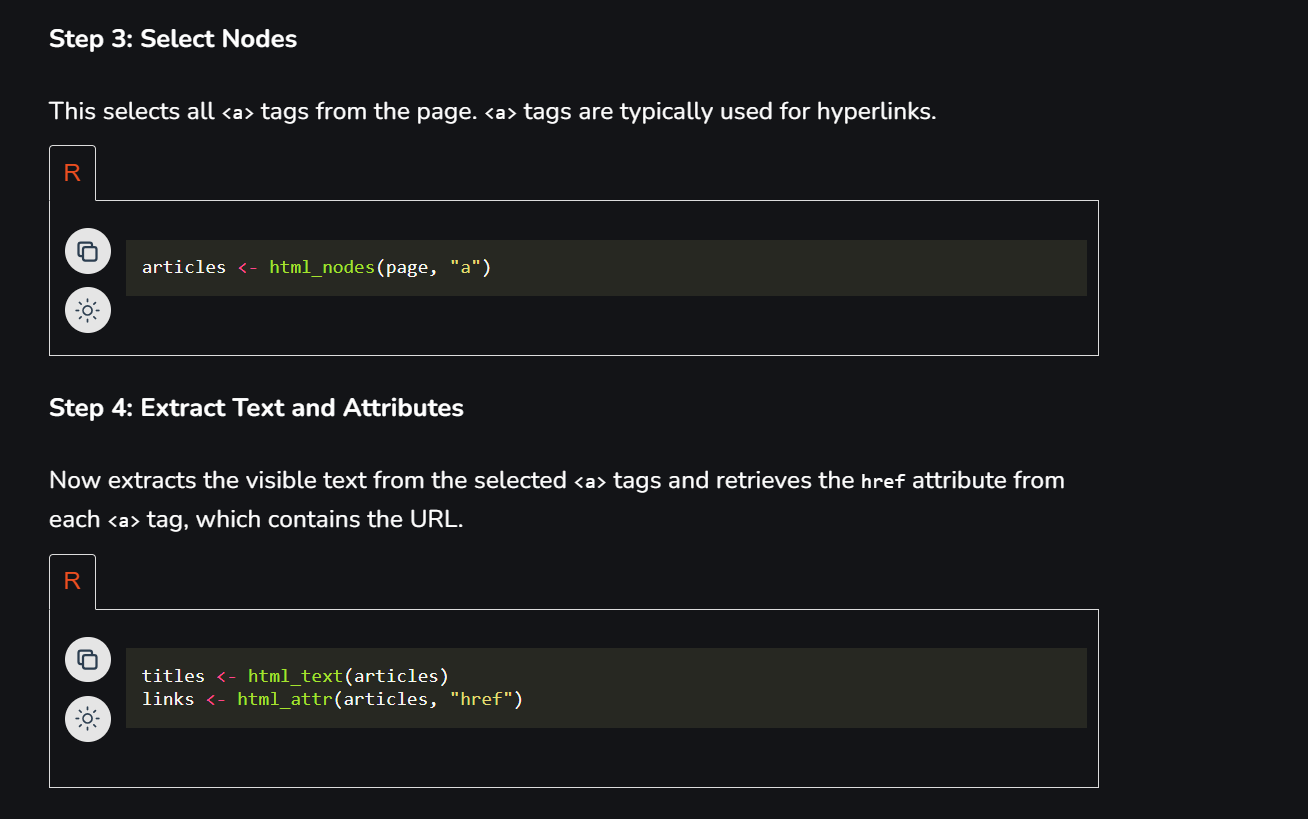 Step 3: Select Nodes
This selects all <a> tags from the page. <a> tags are typically used for hyperlinks.
R
articles <- html_nodes(page, "a")
Step 4: Extract Text and Attributes
Now extracts the visible text from the selected <a> tags and retrieves the href attribute from
each <a> tag, which contains the URL.
R
titles <- html_text(articles)
links <- html_attr(articles, "href")